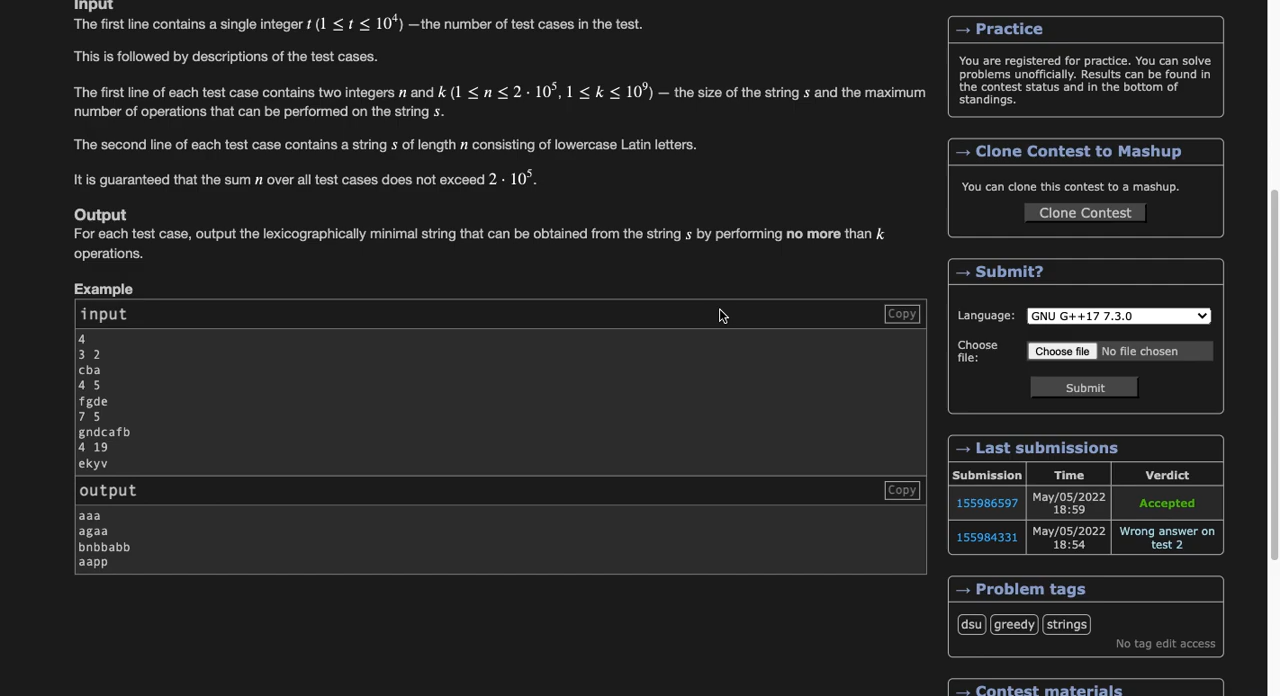 Input
The first line contains a single integer t (1 ≤ t ≤ 10⁴) —the number of test cases in the test.
This is followed by descriptions of the test cases.
The first line of each test case contains two integers n and k (1 ≤ n ≤ 2 · 10⁵, 1 ≤ k ≤ 10⁹) — the size of the string s and the maximum
number of operations that can be performed on the string s.
The second line of each test case contains a string s of length n consisting of lowercase Latin letters.
It is guaranteed that the sum n over all test cases does not exceed 2 · 10⁵.
Output
For each test case, output the lexicographically minimal string that can be obtained from the string s by performing no more than k
operations.
Example
input
Copy
4
3 2
cba
4 5
fgde
7 5
gndcafb
4 19
ekyv
output
Copy
aaa
agaa
bnbbabb
aapp
→ Practice
You are registered for practice. You can solve
problems unofficially. Results can be found in
the contest status and in the bottom of
standings.
→ Clone Contest to Mashup
You can clone this contest to a mashup.
Clone Contest
→ Submit?
Language: GNU G++17 7.3.0
Choose
file: Choose file No file chosen
Submit
→ Last submissions
Submission Time Verdict
155986597 May/05/2022
18:59 Accepted
155984331 May/05/2022
18:54 Wrong answer on
test 2
→ Problem tags
dsu greedy strings
No tag edit access
→ Contest materials